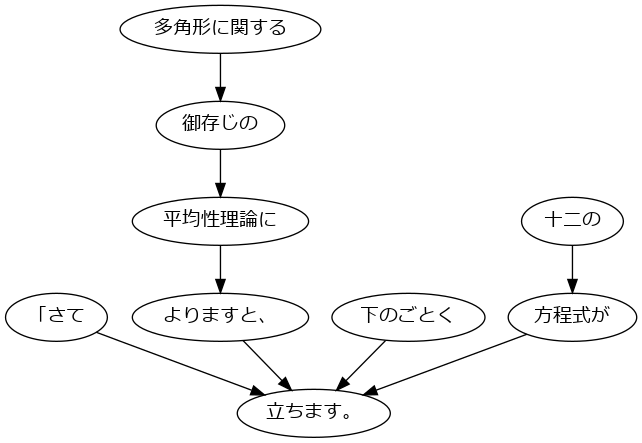 多角形に関する
御存じの
平均性理論に
十二の
「さて
よりますと、
下のごとく
方程式が
立ちます。